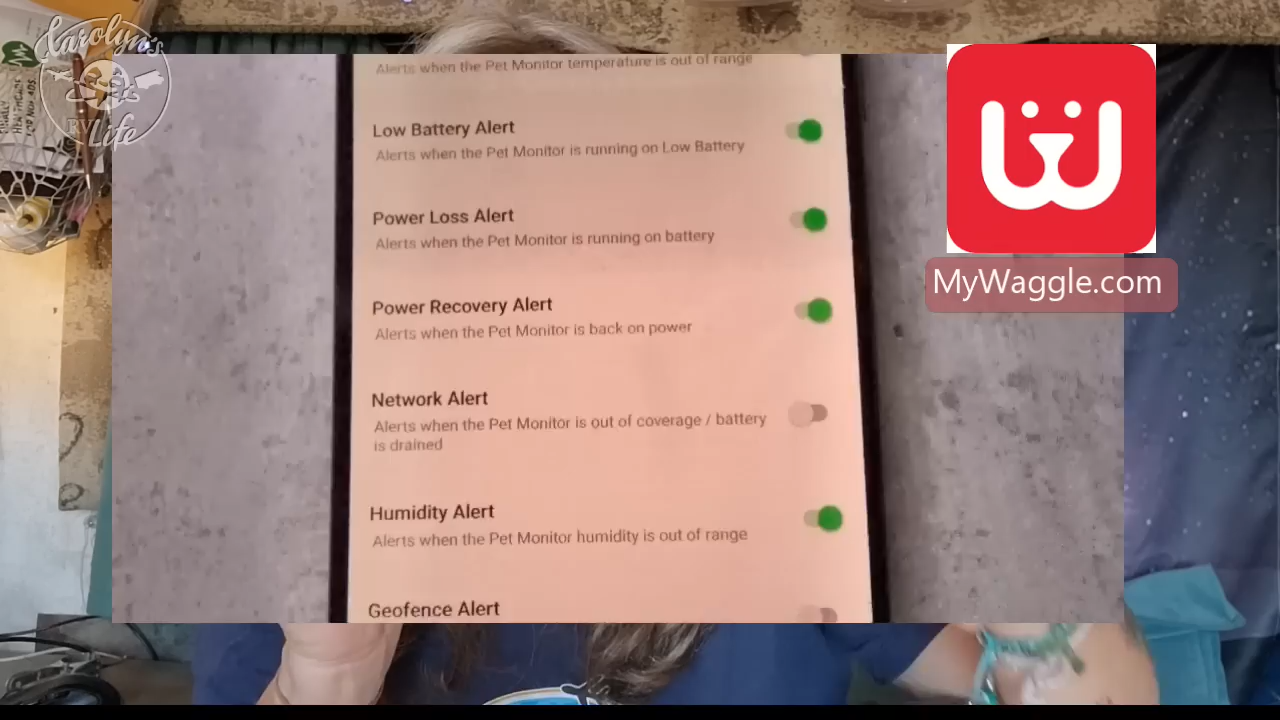 Carolyn's
RV Life
Alerts when the Pet Monitor temperature is out of range
Low Battery Alert
Alerts when the Pet Monitor is running on Low Battery
Power Loss Alert
Alerts when the Pet Monitor is running on battery
Power Recovery Alert
Alerts when the Pet Monitor is back on power
Network Alert
Alerts when the Pet Monitor is out of coverage / battery
is drained
Humidity Alert
Alerts when the Pet Monitor humidity is out of range
Geofence Alert
MyWaggle.com